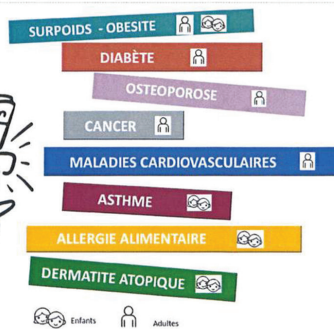 SURPOIDS - OBESITE
DIABÈTE
OSTEOPOROSE
CANCER
MALADIES CARDIOVASCULAIRES
ASTHME
ALLERGIE ALIMENTAIRE
DERMATITE ATOPIQUE
Enfants Adultes